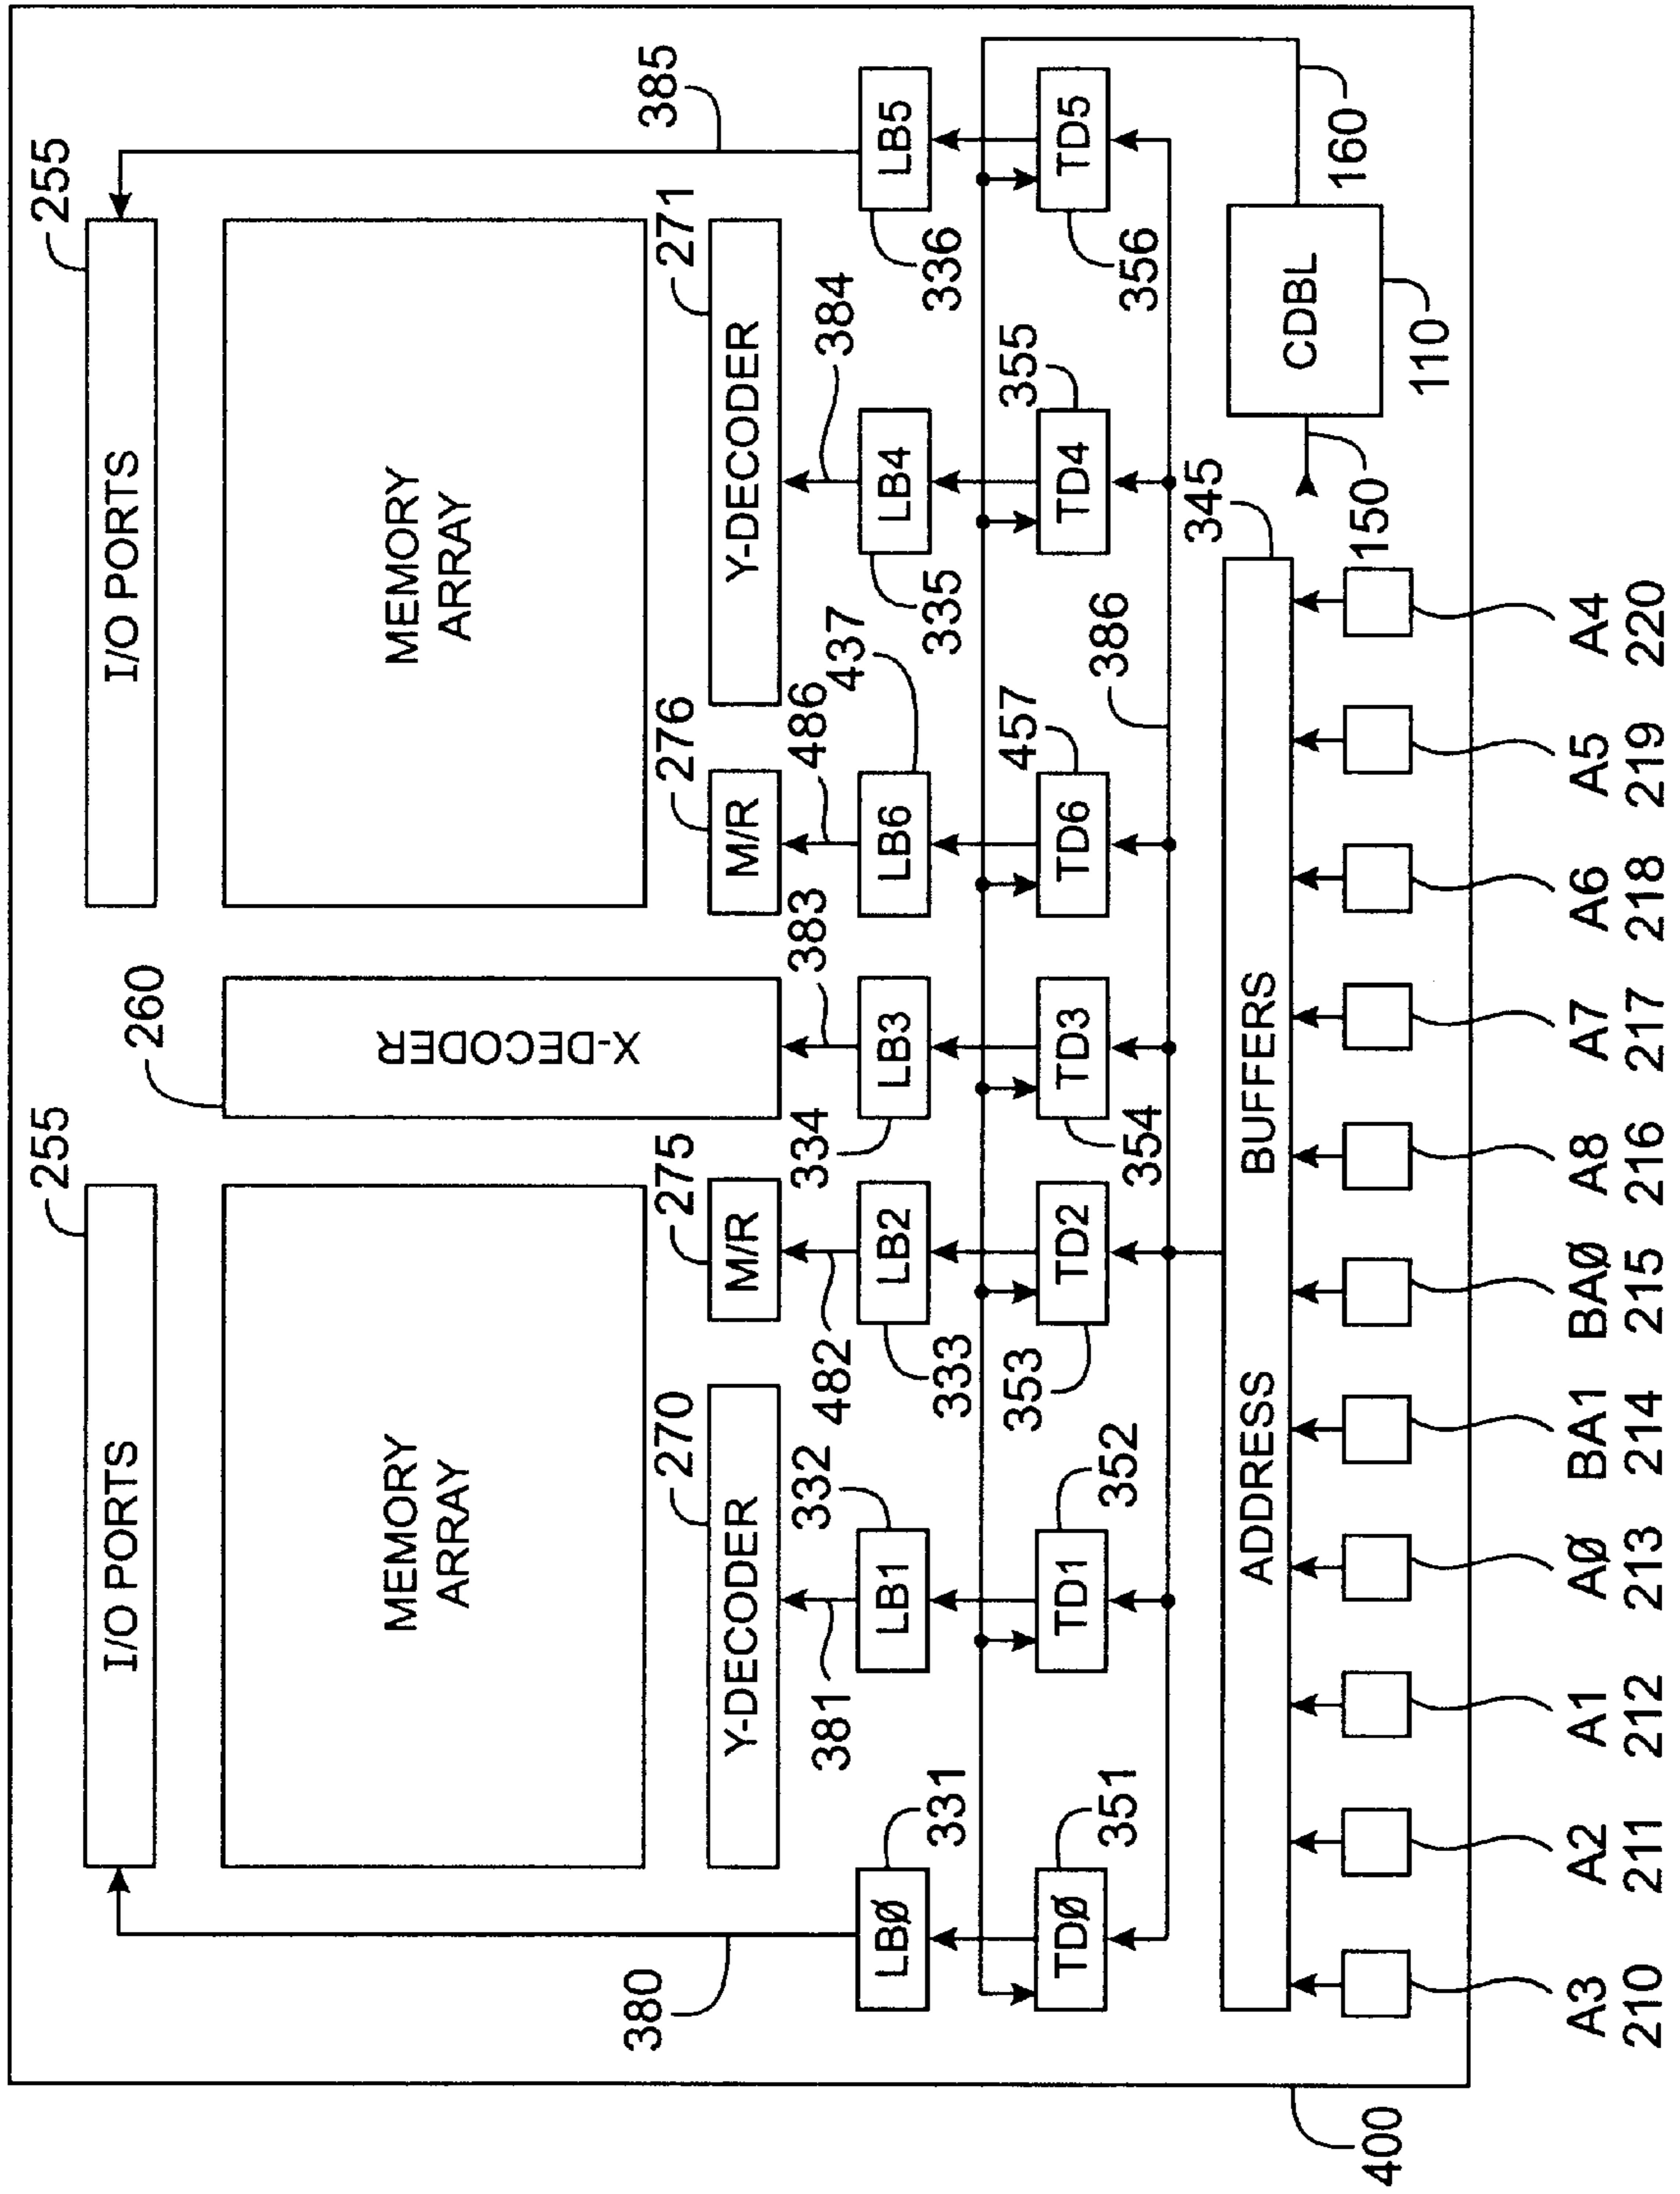 255
255
I/O PORTS
I/O PORTS
260
MEMORY
ARRAY
X-DECODER
MEMORY
ARRAY
385
270
275
276
271
Y-DECODER
M/R
M/R
Y-DECODER
380
381
332
482
334
383
486
437
384
LBØ
LB1
LB2
LB3
LB6
LB4
LB5
331
333
335
336
351
352
353
354
457
355
356
TDØ
TD1
TD2
TD3
TD6
TD4
TD5
386
345
ADDRESS
BUFFERS
CDBL
150
110
160
400
A3
A2
A1
AØ
BA1
BAØ
A8
A7
A6
A5
A4
210
211
212
213
214
215
216
217
218
219
220